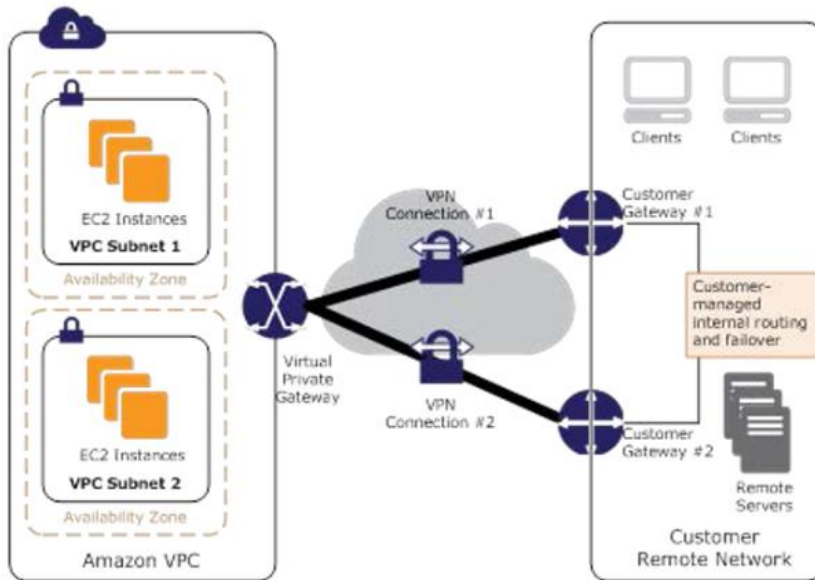 EC2 Instances
VPC Subnet 1
Availability Zone
EC2 Instances
VPC Subnet 2
Availability Zone
Amazon VPC
Virtual
Private
Gateway
VPN
Connection #1
VPN
Connection #2
Clients
Clients
Customer
Gateway #1
Customer-
managed
internal routing
and failover
Customer
Gateway #2
Remote
Servers
Customer
Remote Network